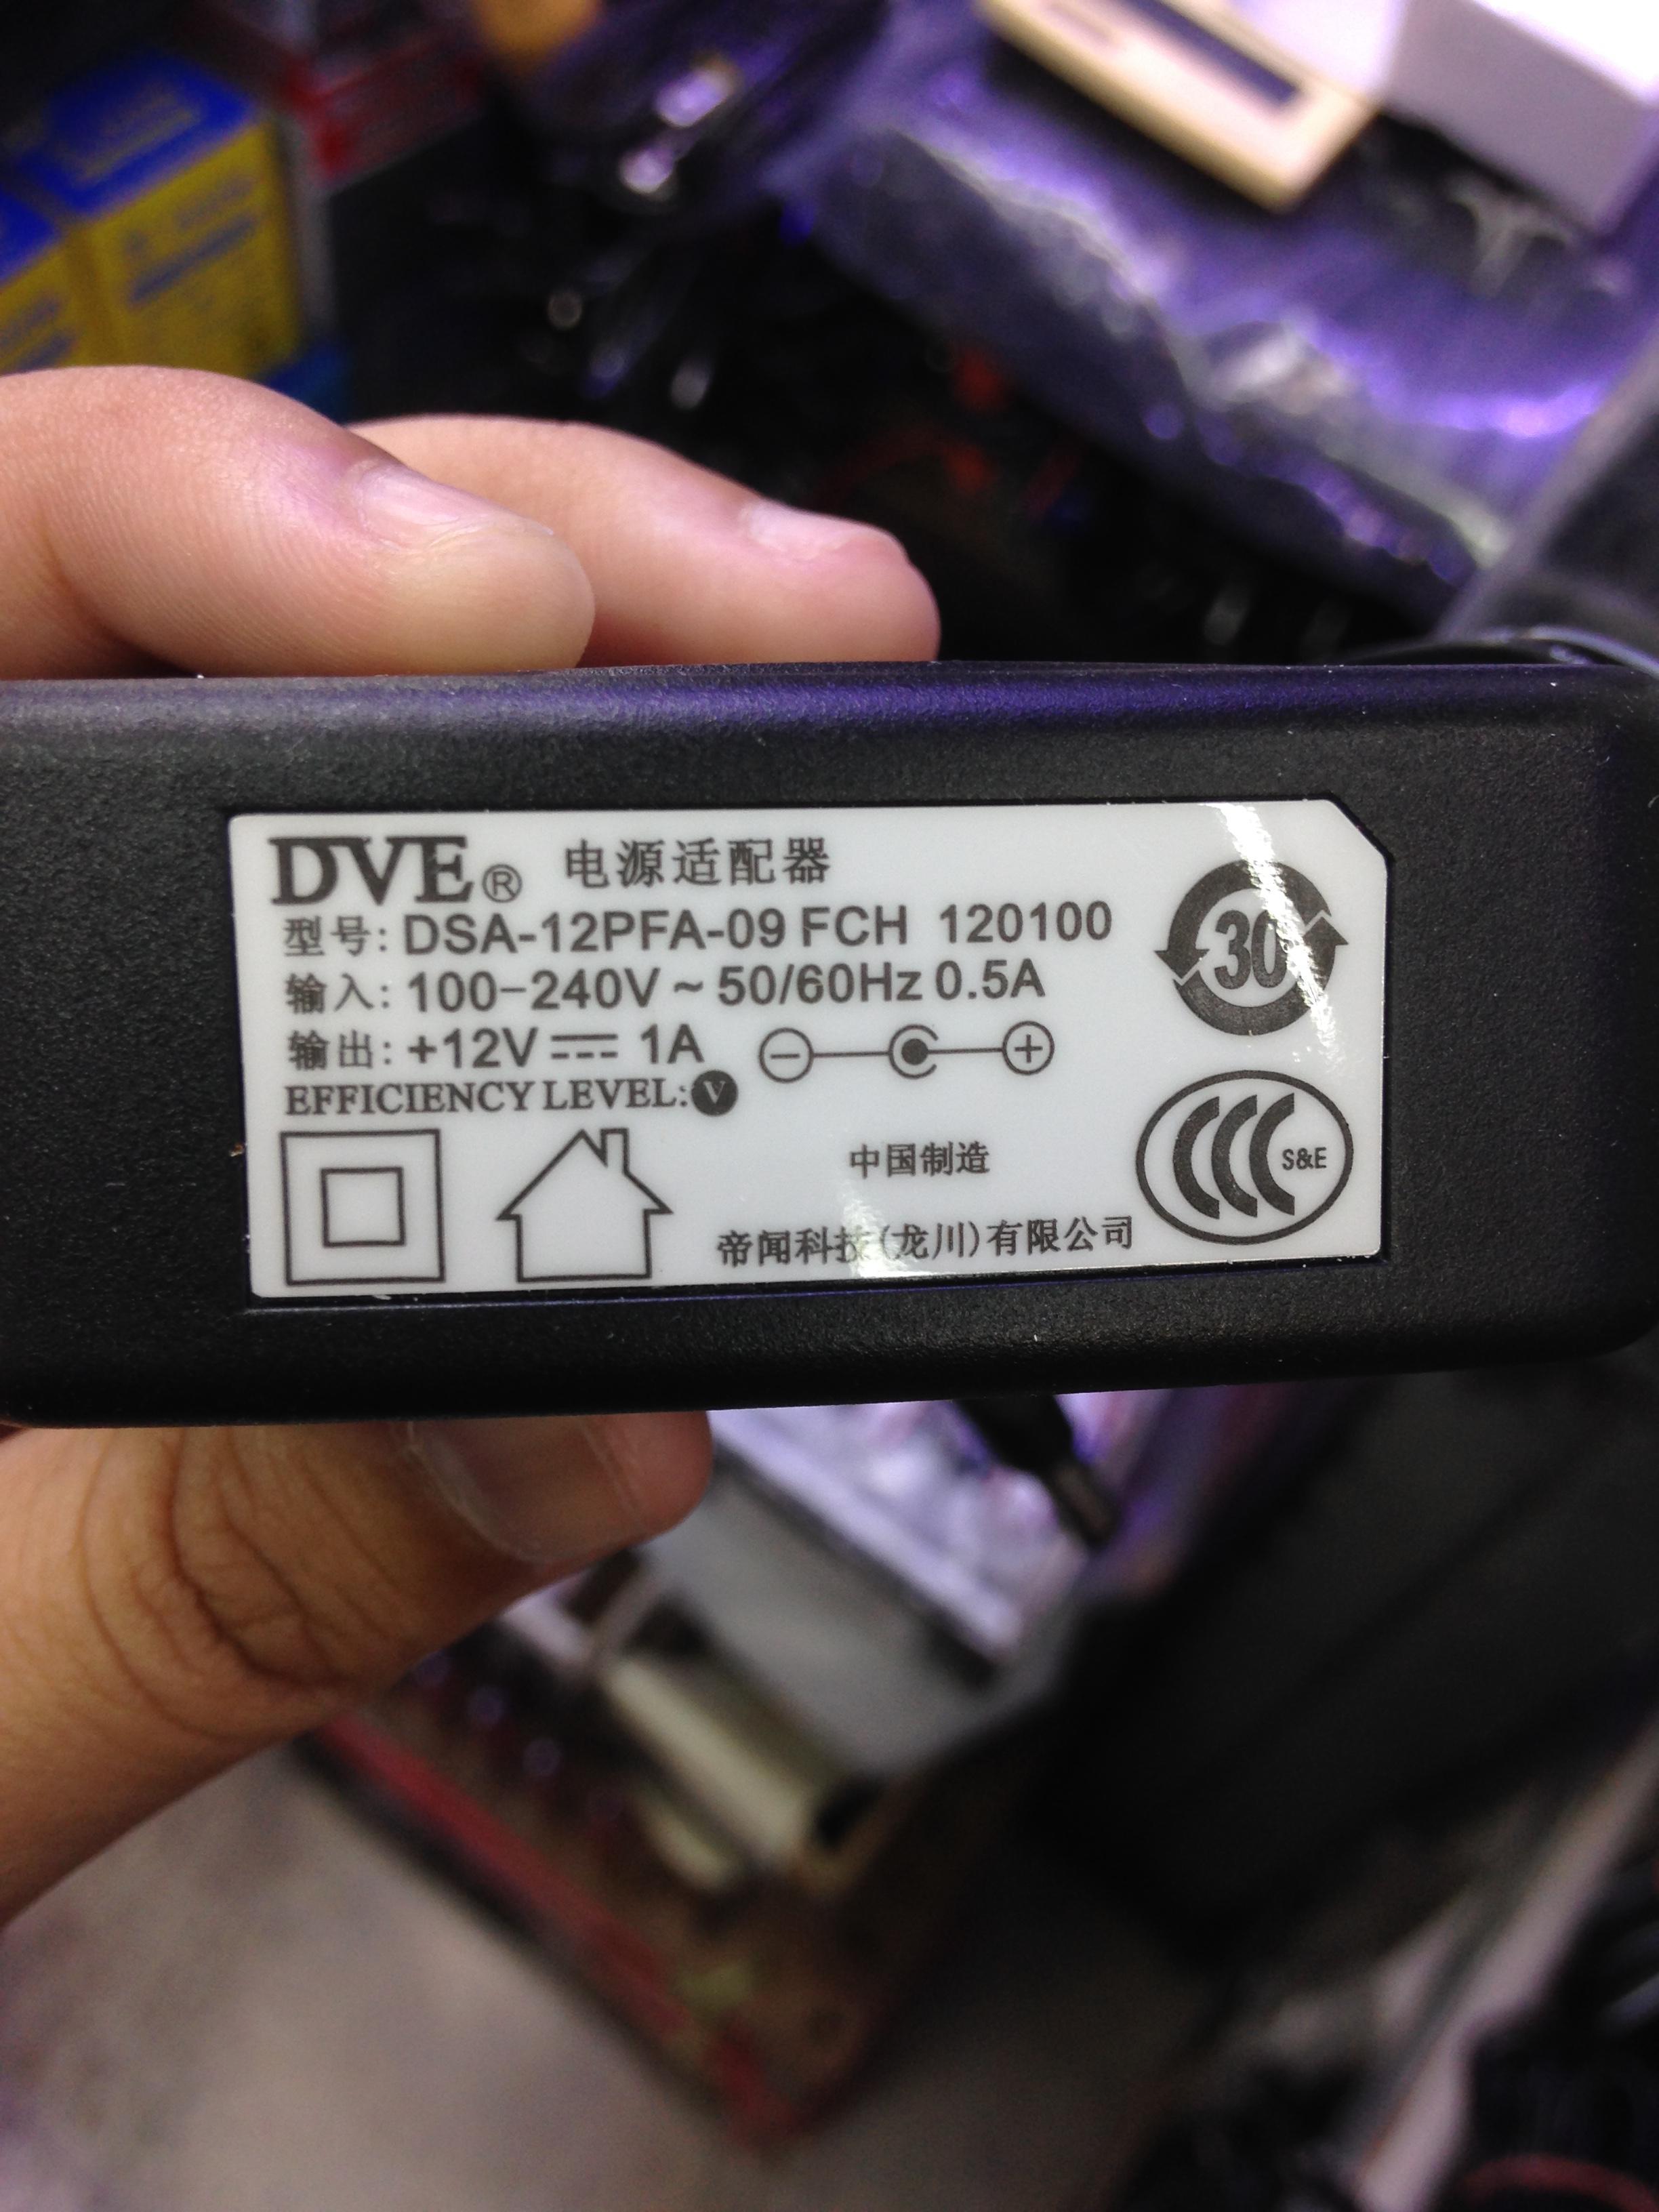 DVE® 电源适配器
型号: DSA-12PFA-09 FCH 120100
输入: 100-240V ~ 50/60Hz 0.5A
输出: +12V ⎓ 1A
EFFICIENCY LEVEL: V
30
中国制造
S&E
帝闻科技(龙川)有限公司